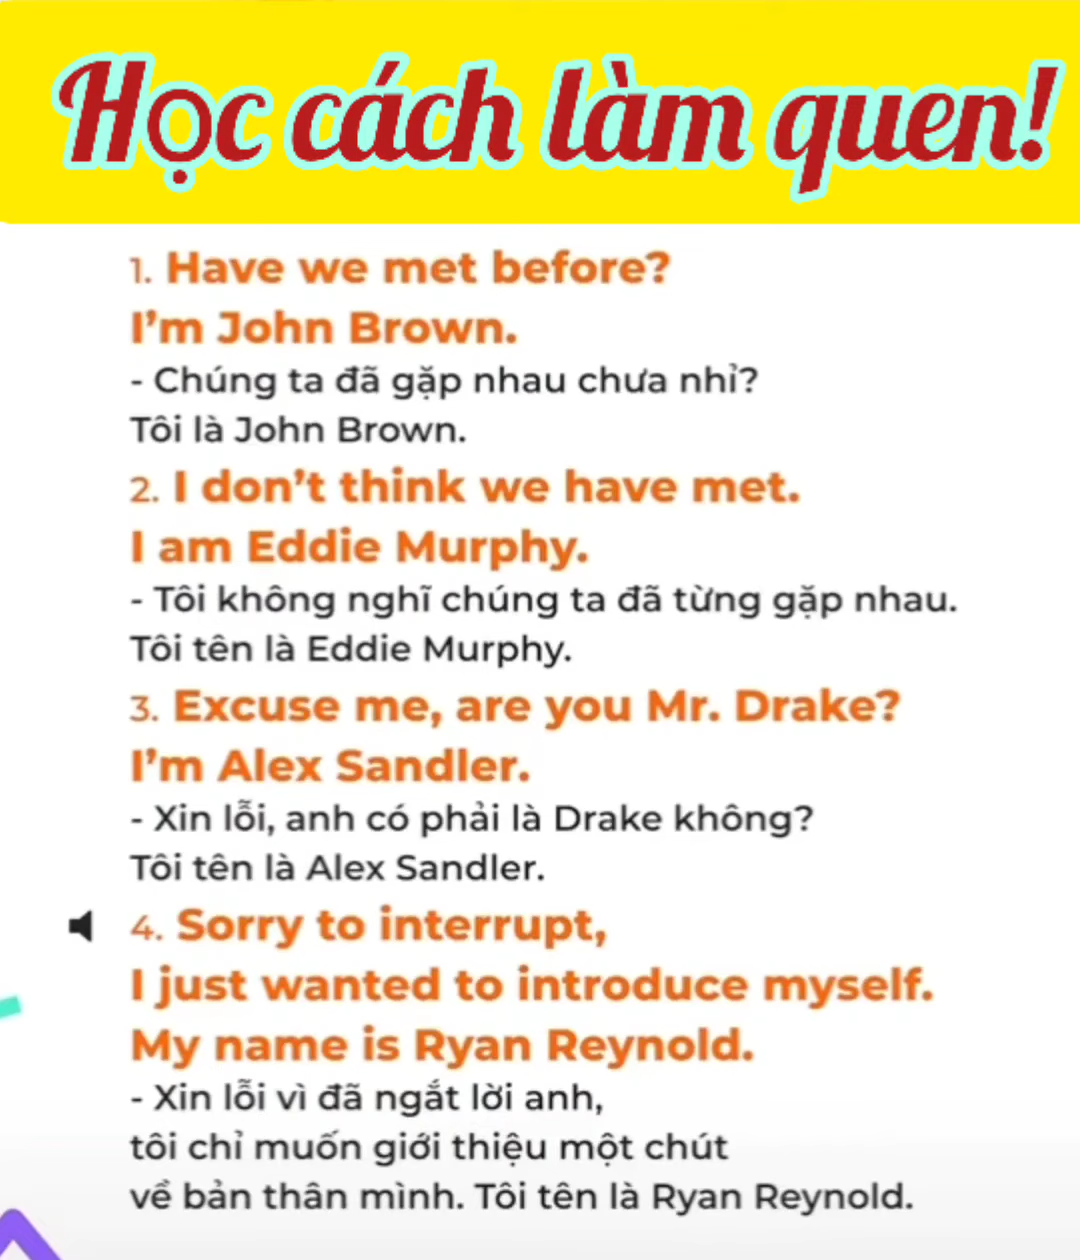 Học cách làm quen!
1. Have we met before?
I'm John Brown.
- Chúng ta đã gặp nhau chưa nhỉ?
Tôi là John Brown.
2. I don't think we have met.
I am Eddie Murphy.
- Tôi không nghĩ chúng ta đã từng gặp nhau.
Tôi tên là Eddie Murphy.
3. Excuse me, are you Mr. Drake?
I'm Alex Sandler.
- Xin lỗi, anh có phải là Drake không?
Tôi tên là Alex Sandler.
4. Sorry to interrupt,
I just wanted to introduce myself.
My name is Ryan Reynold.
- Xin lỗi vì đã ngắt lời anh,
tôi chỉ muốn giới thiệu một chút
về bản thân mình. Tôi tên là Ryan Reynold.